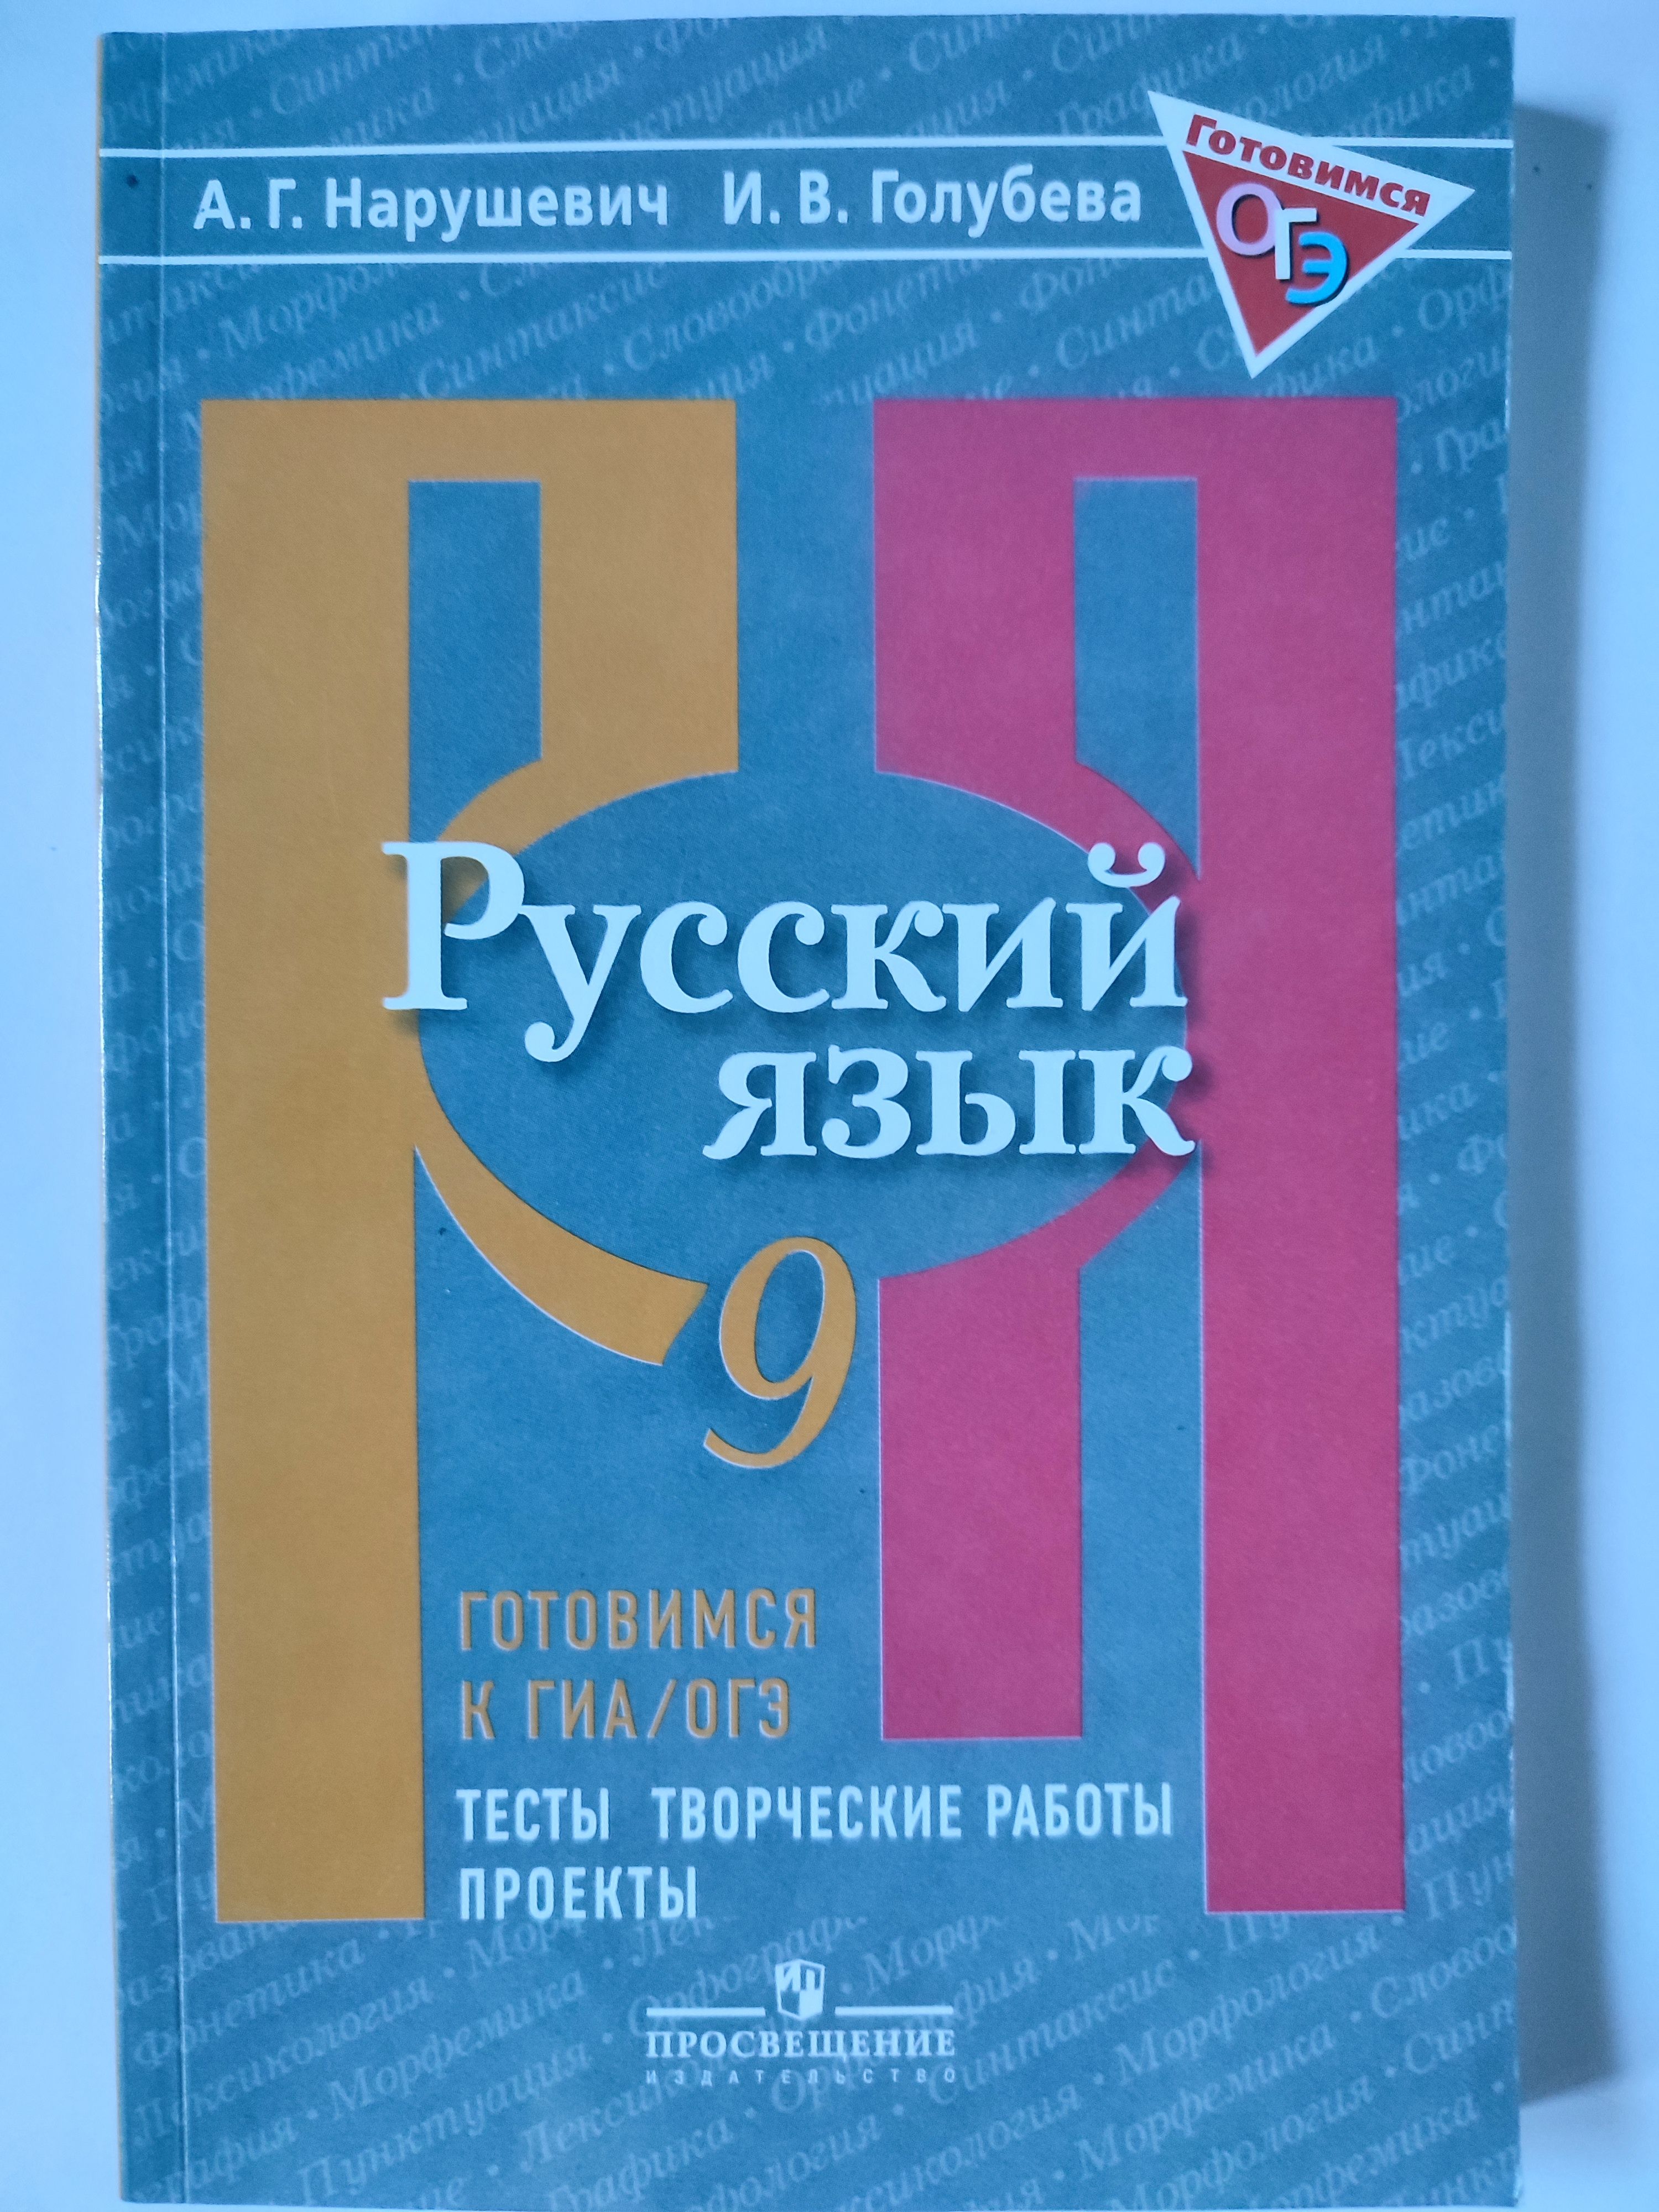 А. Г. Нарушевич И. В. Голубева
Готовимся
ОГЭ
Русский
язык
9
ГОТОВИМСЯ
К ГИА/ОГЭ
ТЕСТЫ ТВОРЧЕСКИЕ РАБОТЫ
ПРОЕКТЫ
ПРОСВЕЩЕНИЕ
ИЗДАТЕЛЬСТВО